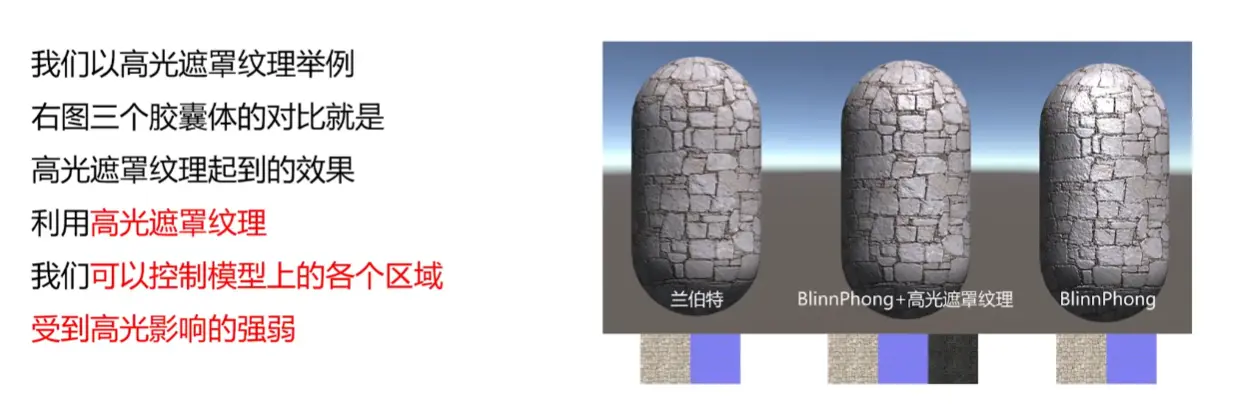 我们以高光遮罩纹理举例
右图三个胶囊体的对比就是
高光遮罩纹理起到的效果
利用高光遮罩纹理
我们可以控制模型上的各个区域
受到高光影响的强弱
兰伯特
BlinnPhong+高光遮罩纹理
BlinnPhong